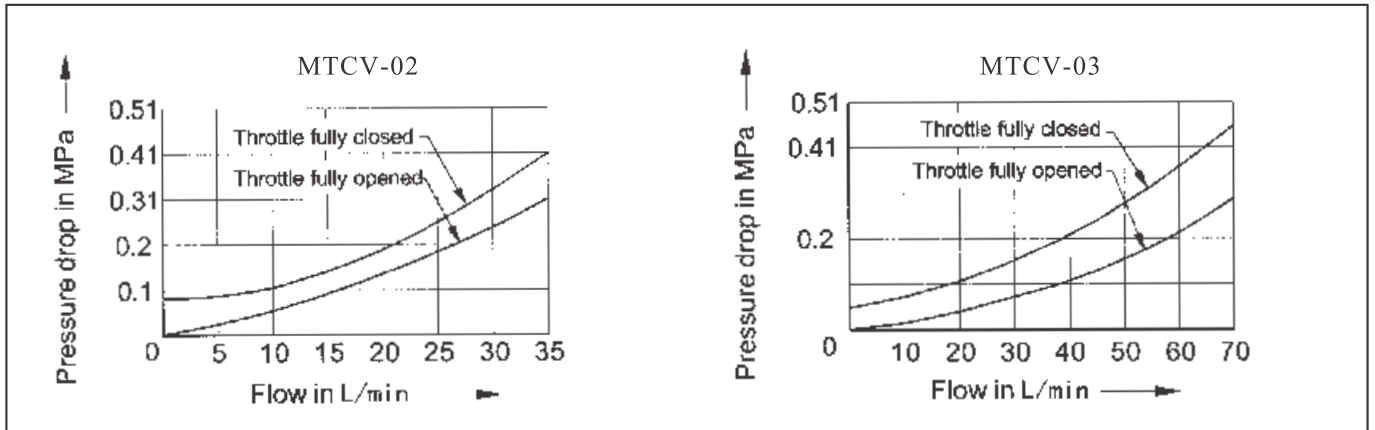 MTCV-02
Pressure drop in MPa
0.51
0.41
0.31
0.2
0.1
Throttle fully closed
Throttle fully opened
0 5 10 15 20 25 30 35
Flow in L/min
MTCV-03
Pressure drop in MPa
0.51
0.41
0.2
Throttle fully closed
Throttle fully opened
0 10 20 30 40 50 60 70
Flow in L/min